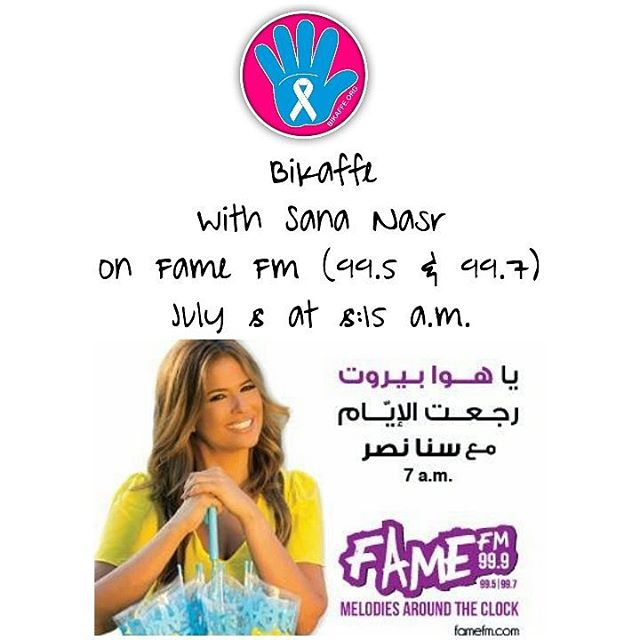 BIKAFFE.ORG
Bikaffe
with Sana Nasr
on Fame Fm (99.5 & 99.7)
July 8 at 8:15 a.m.
يا هوا بيروت
رجعت الإيّام
مع سنا نصر
7 a.m.
FAME FM
99.9
99.5|99.7
MELODIES AROUND THE CLOCK
famefm.com